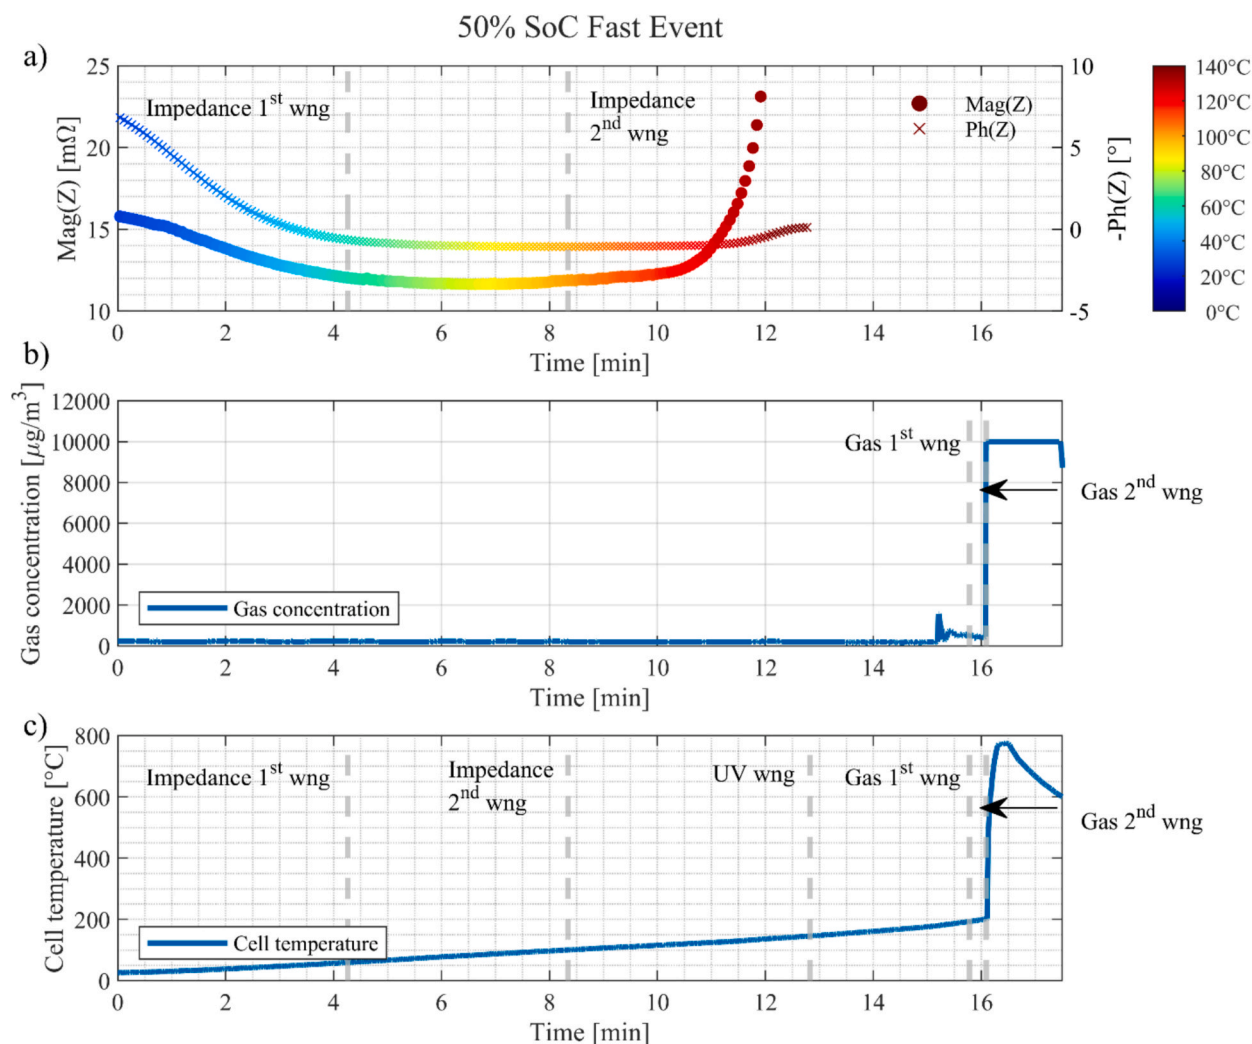 50% SoC Fast Event
a)
25
20
15
10
Mag(Z) [mΩ]
Impedance 1st wng
Impedance
2nd wng
Mag(Z)
Ph(Z)
10
5
0
-5
-Ph(Z) [°]
140°C
120°C
100°C
80°C
60°C
40°C
20°C
0°C
0 2 4 6 8 10 12 14 16
Time [min]
b)
12000
10000
8000
6000
4000
2000
0
Gas concentration [µg/m3]
Gas 1st wng
Gas 2nd wng
Gas concentration
0 2 4 6 8 10 12 14 16
Time [min]
c)
800
600
400
200
0
Cell temperature [°C]
Impedance 1st wng
Impedance
2nd wng
UV wng
Gas 1st wng
Gas 2nd wng
Cell temperature
0 2 4 6 8 10 12 14 16
Time [min]